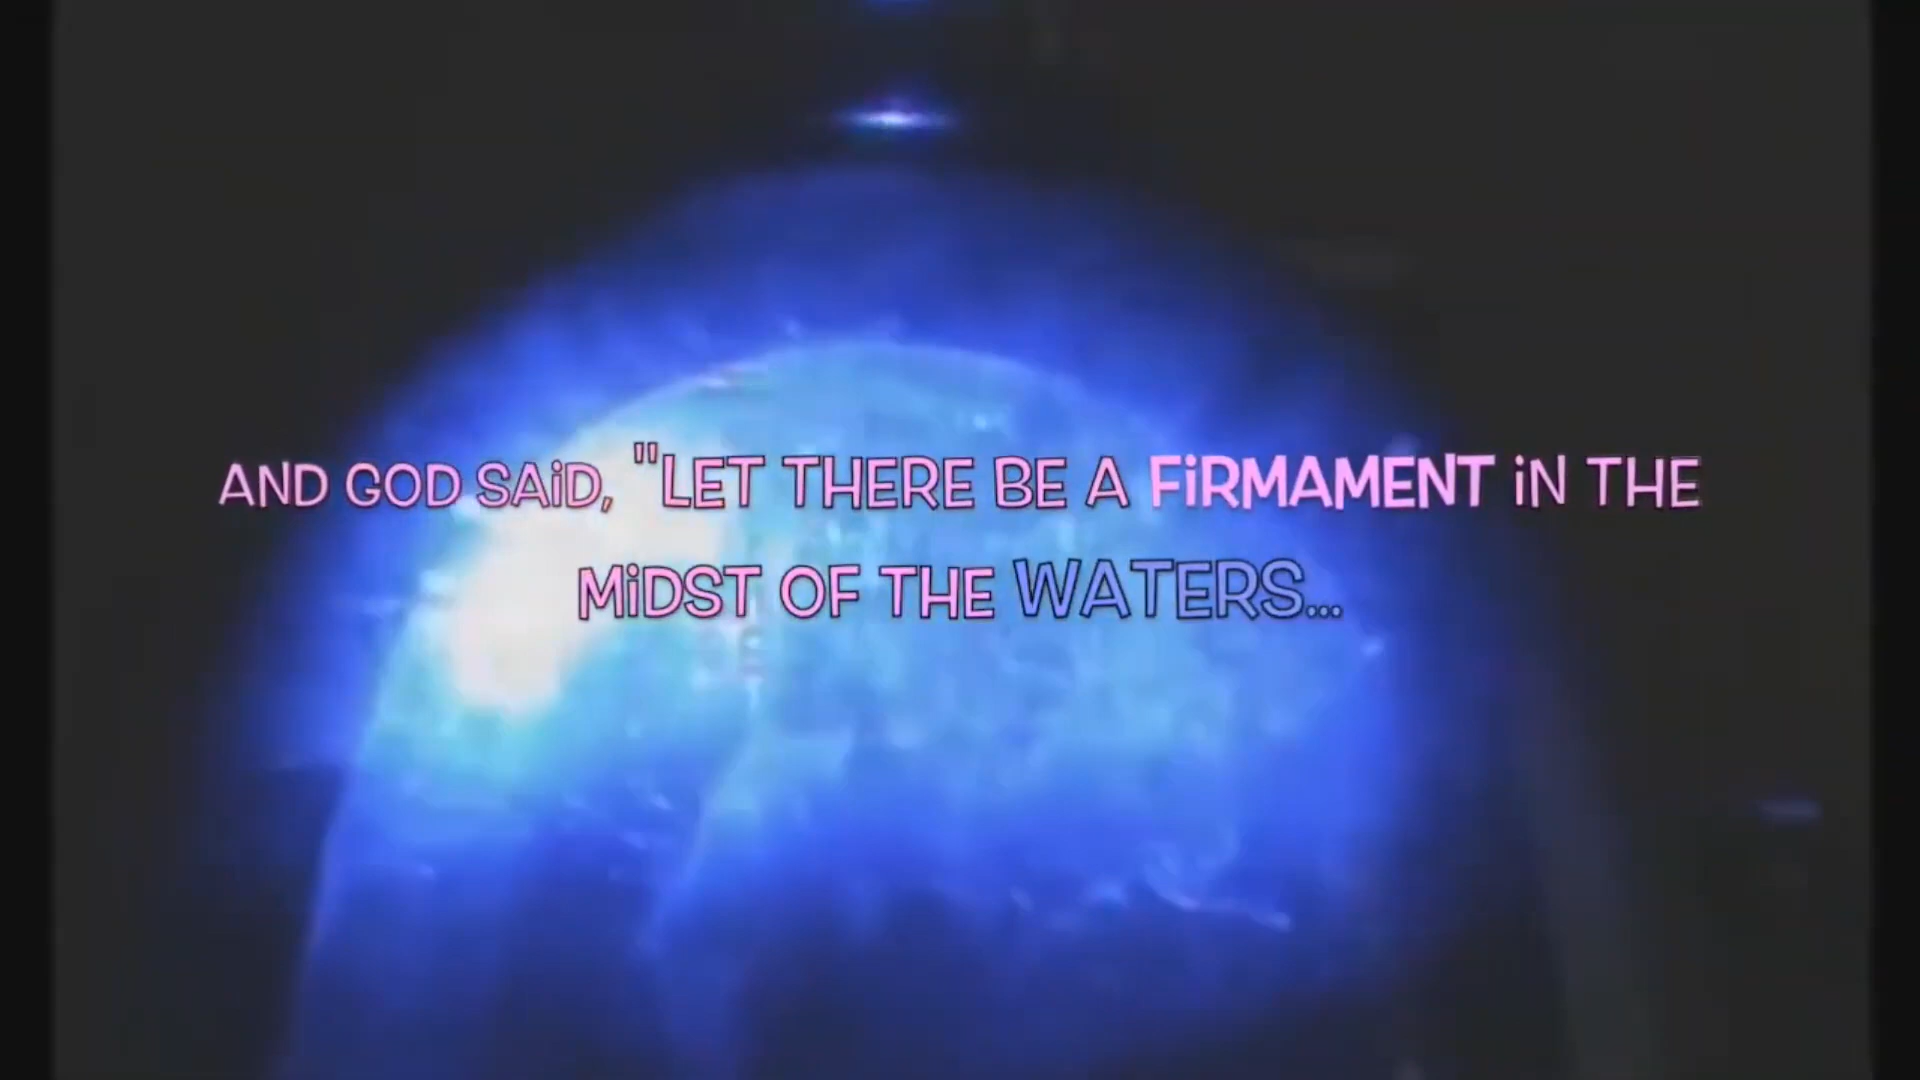 AND GOD SAiD, "LET THERE BE A FiRMAMENT iN THE
MiDST OF THE WATERS...